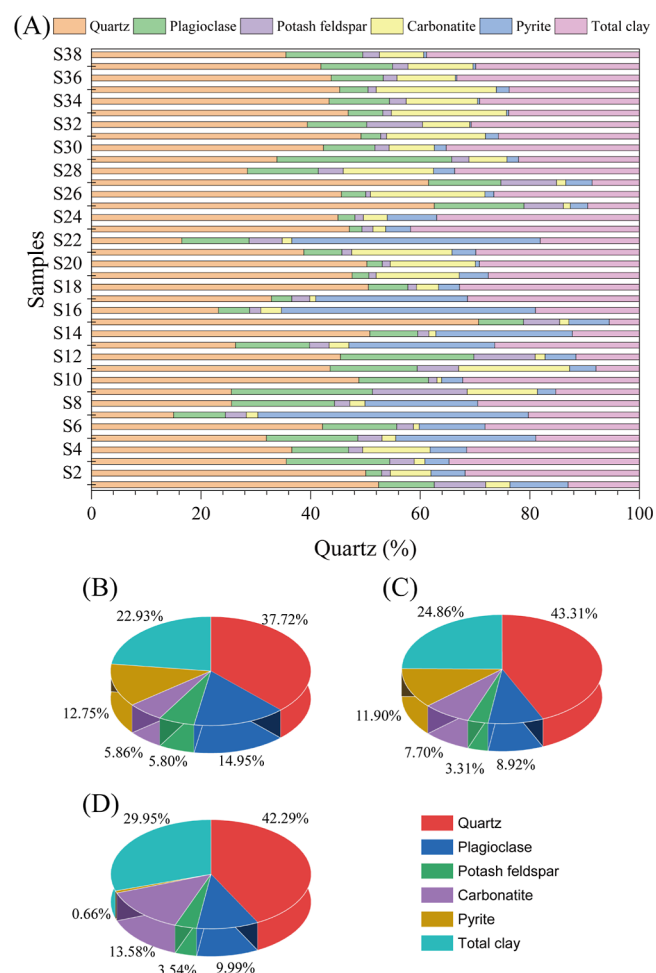 (A)
Quartz Plagioclase Potash feldspar Carbonatite Pyrite Total clay
S38
S36
S34
S32
S30
S28
S26
S24
S22
S20
S18
S16
S14
S12
S10
S8
S6
S4
S2
Samples
0 20 40 60 80 100
Quartz (%)
(B)
22.93%
37.72%
12.75%
5.86%
5.80%
14.95%
(C)
24.86%
43.31%
11.90%
7.70%
3.31%
8.92%
(D)
29.95%
42.29%
0.66%
13.58%
3.54%
9.99%
Quartz
Plagioclase
Potash feldspar
Carbonatite
Pyrite
Total clay